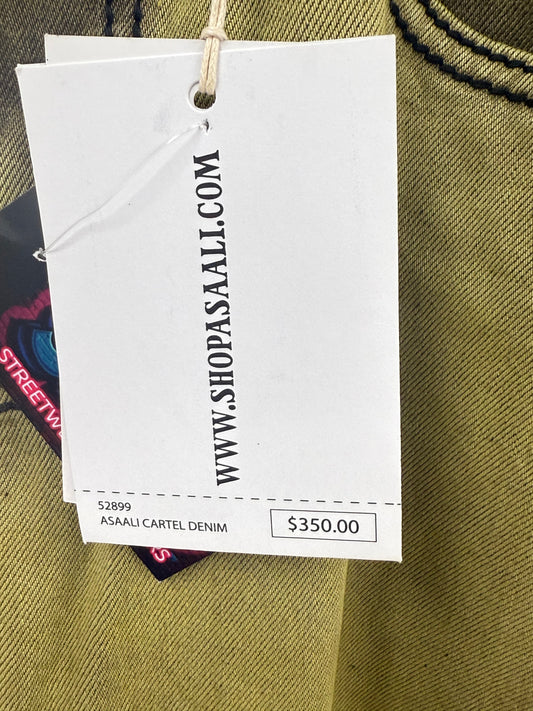 WWW.SHOPASAALI.COM
52899
ASAALI CARTEL DENIM
$350.00
STREETW